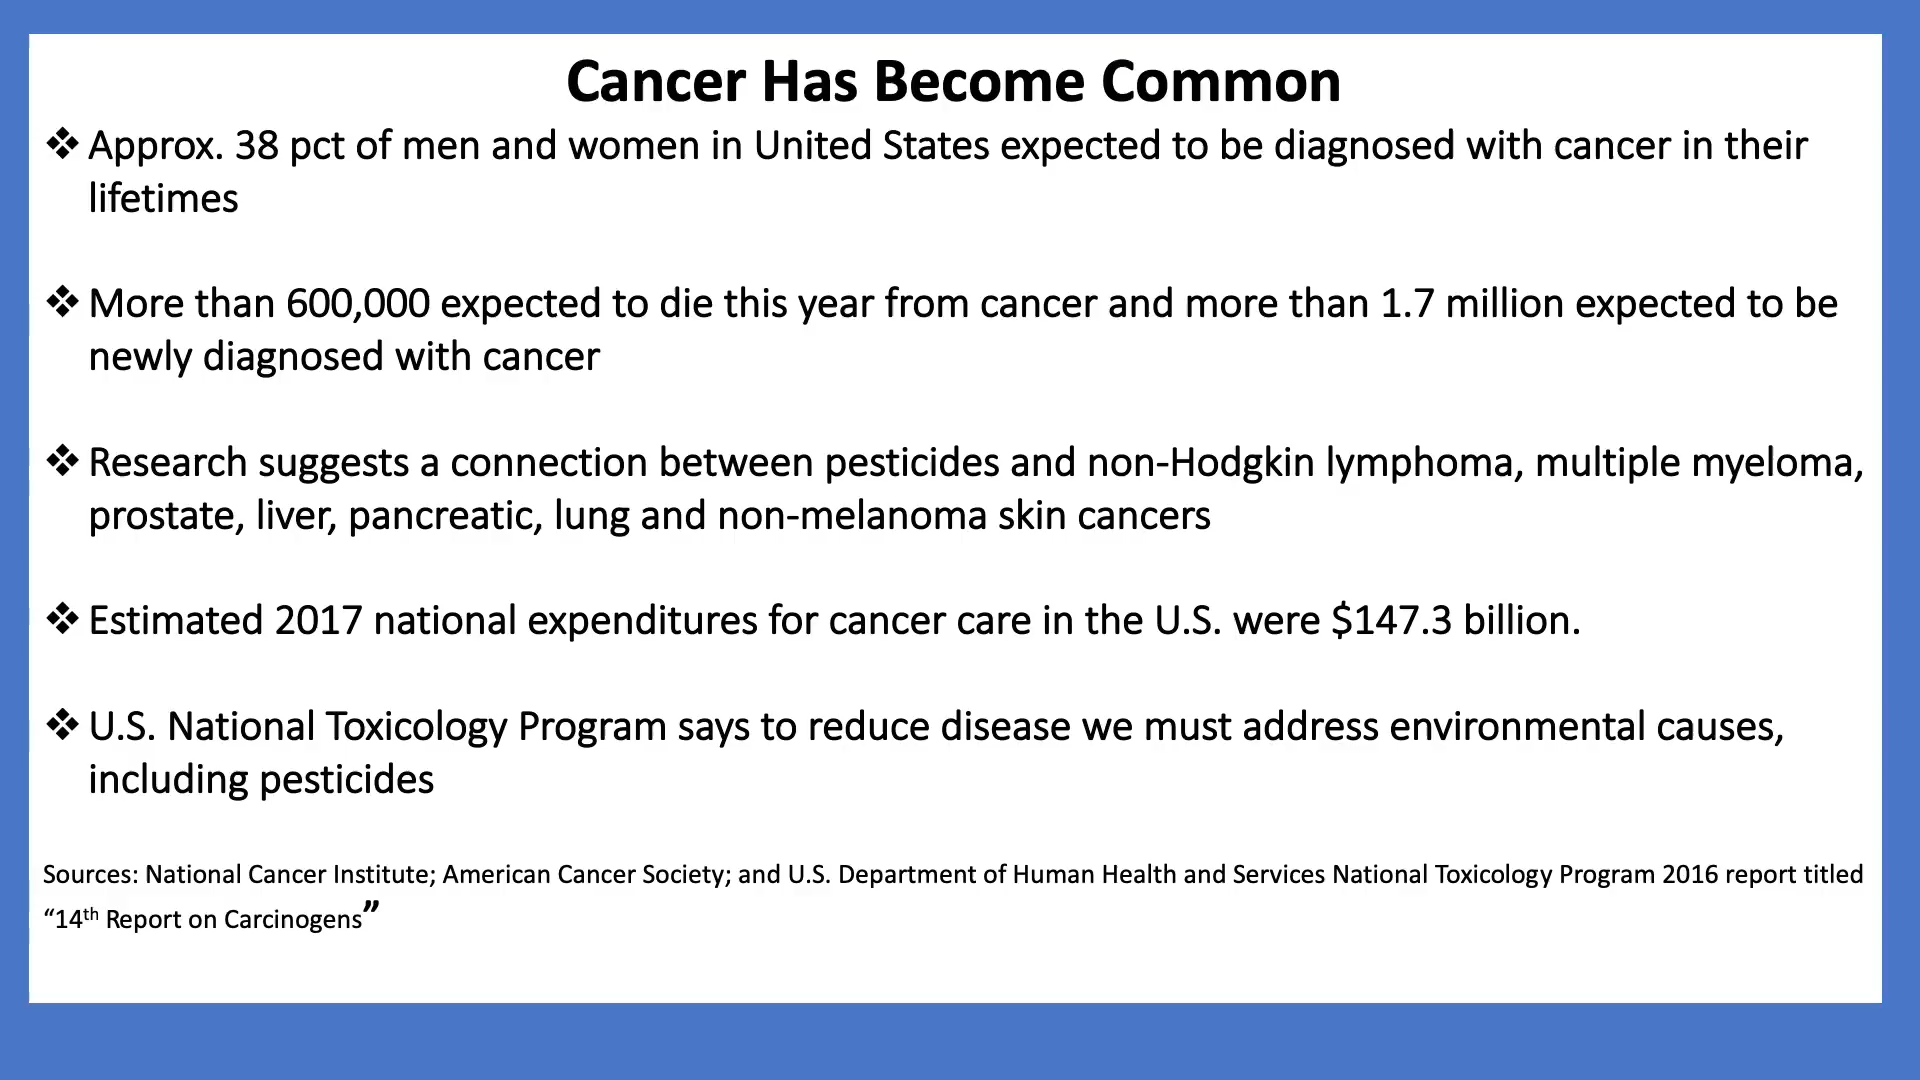 Cancer Has Become Common
❖ Approx. 38 pct of men and women in United States expected to be diagnosed with cancer in their
lifetimes
❖ More than 600,000 expected to die this year from cancer and more than 1.7 million expected to be
newly diagnosed with cancer
❖ Research suggests a connection between pesticides and non-Hodgkin lymphoma, multiple myeloma,
prostate, liver, pancreatic, lung and non-melanoma skin cancers
❖ Estimated 2017 national expenditures for cancer care in the U.S. were $147.3 billion.
❖ U.S. National Toxicology Program says to reduce disease we must address environmental causes,
including pesticides
Sources: National Cancer Institute; American Cancer Society; and U.S. Department of Human Health and Services National Toxicology Program 2016 report titled
“14th Report on Carcinogens”